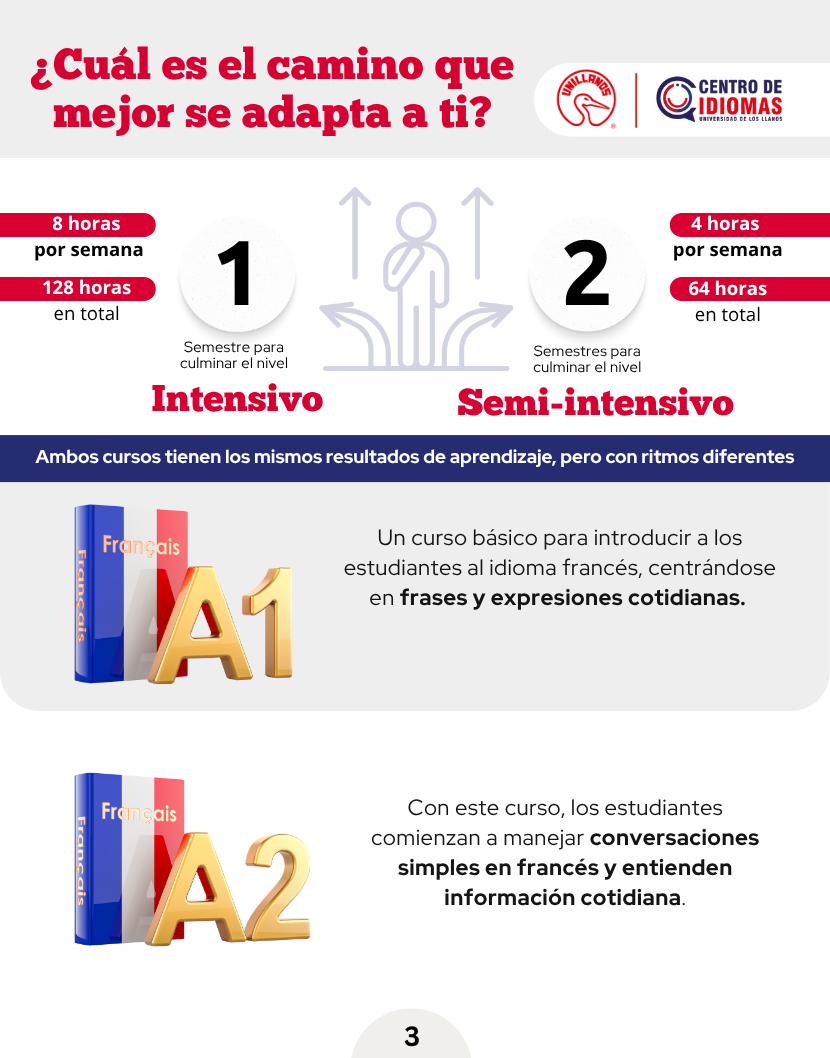 ¿Cuál es el camino que
mejor se adapta a ti?
UNILLANOS
®
CENTRO DE
IDIOMAS
UNIVERSIDAD DE LOS LLANOS
8 horas
por semana
128 horas
en total
1
Semestre para
culminar el nivel
Intensivo
2
Semestres para
culminar el nivel
Semi-intensivo
4 horas
por semana
64 horas
en total
Ambos cursos tienen los mismos resultados de aprendizaje, pero con ritmos diferentes
Français
Français
A1
Un curso básico para introducir a los
estudiantes al idioma francés, centrándose
en frases y expresiones cotidianas.
Français
Français
A2
Con este curso, los estudiantes
comienzan a manejar conversaciones
simples en francés y entienden
información cotidiana.
3